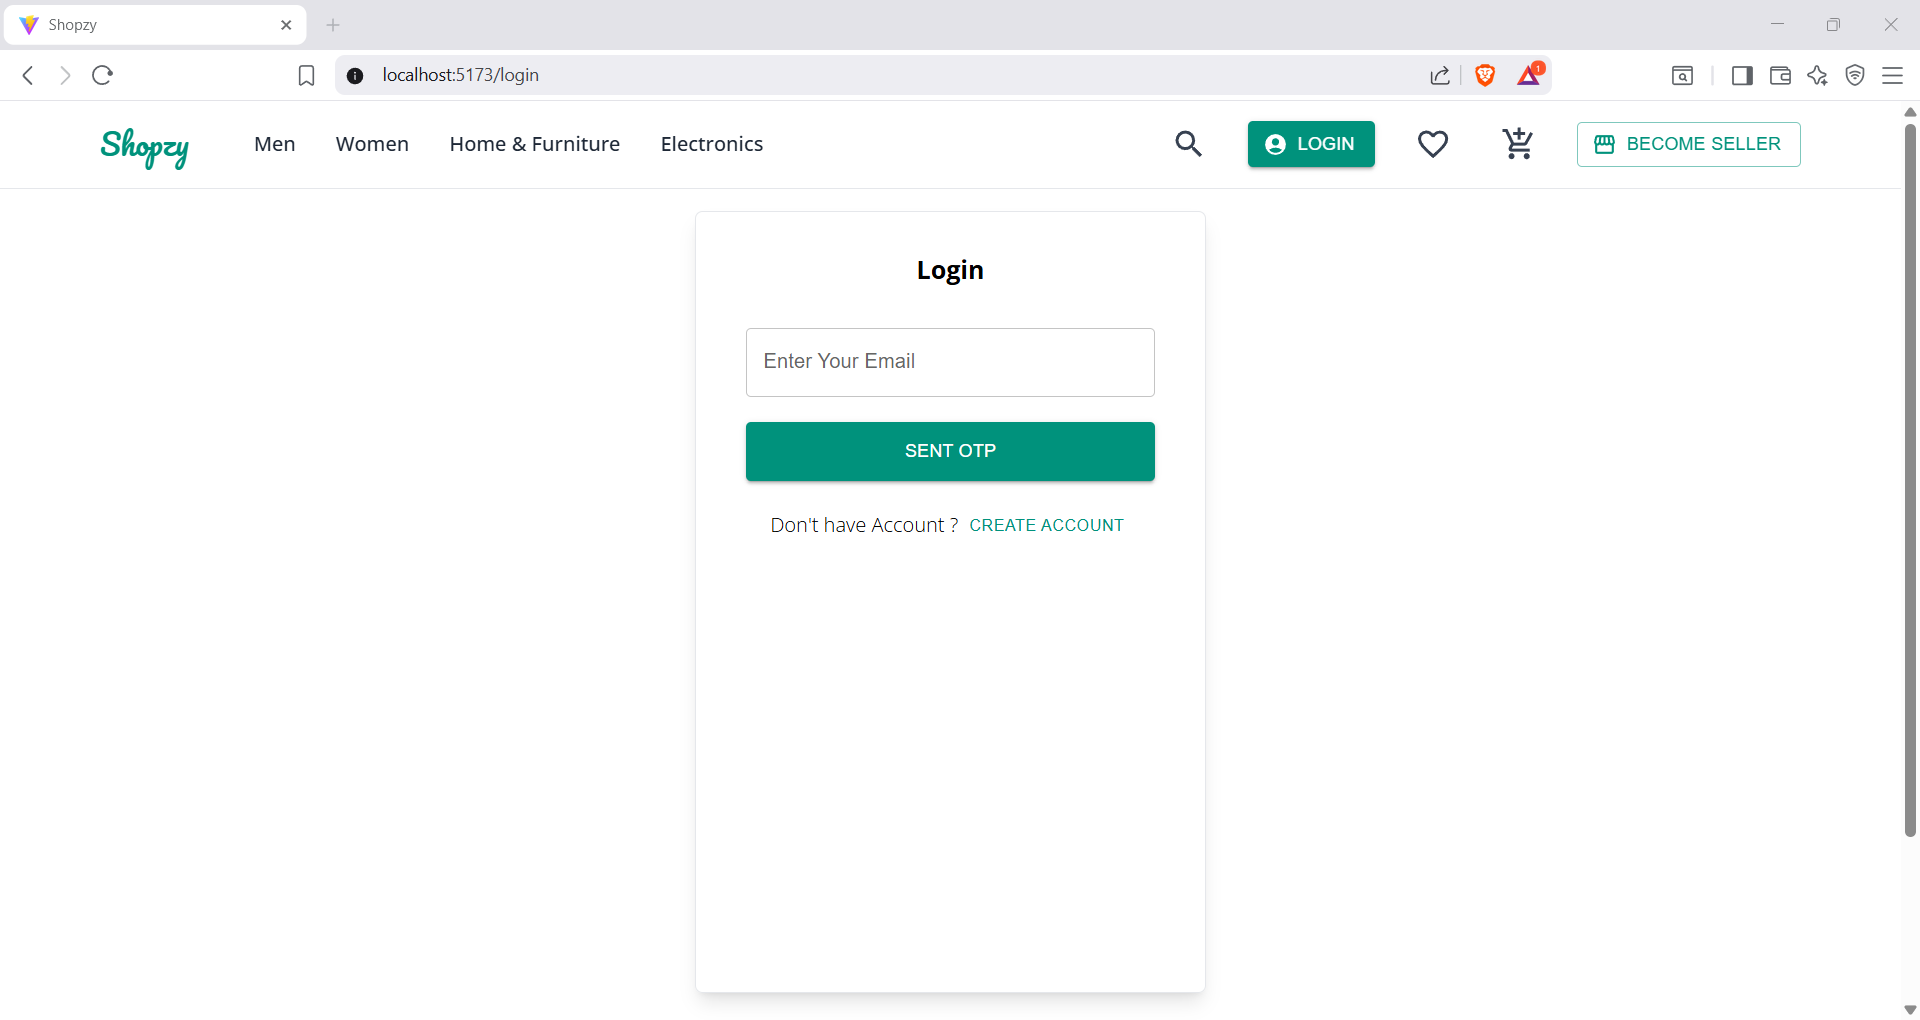 Shopzy
localhost:5173/login
1
Shopzy
Men
Women
Home & Furniture
Electronics
LOGIN
BECOME SELLER
Login
Enter Your Email
SENT OTP
Don't have Account ? CREATE ACCOUNT